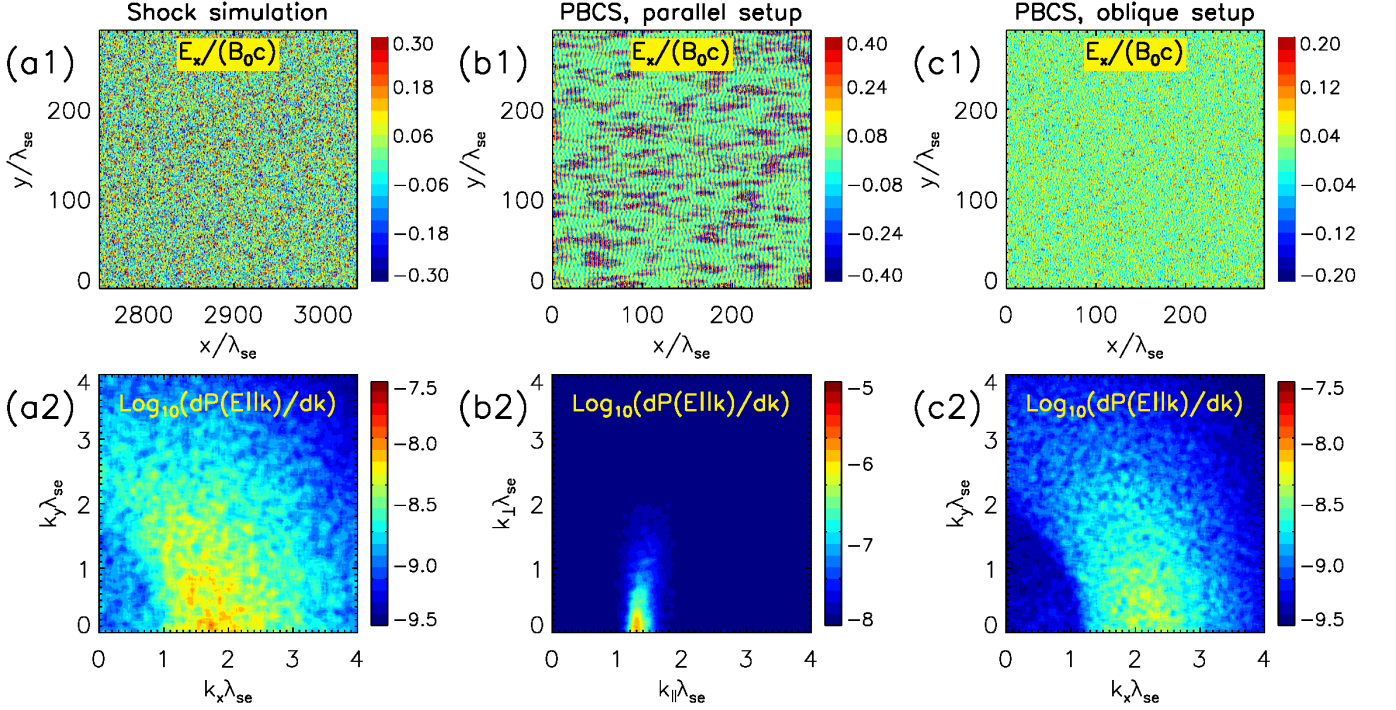 Shock simulation
PBCS, parallel setup
PBCS, oblique setup
(a1)
Eₓ/(B₀c)
y/λse
200
100
0
2800 2900 3000
x/λse
0.30
0.18
0.06
−0.06
−0.18
−0.30
(b1)
Eₓ/(B₀c)
y/λse
200
100
0
0 100 200
x/λse
0.40
0.24
0.08
−0.08
−0.24
−0.40
(c1)
Eₓ/(B₀c)
y/λse
200
100
0
0 100 200
x/λse
0.20
0.12
0.04
−0.04
−0.12
−0.20
(a2)
Log₁₀(dP(E||k)/dk)
kyλse
4
3
2
1
0
0 1 2 3 4
kₓλse
−7.5
−8.0
−8.5
−9.0
−9.5
(b2)
Log₁₀(dP(E||k)/dk)
k⊥λse
4
3
2
1
0
0 1 2 3 4
k||λse
−5
−6
−7
−8
(c2)
Log₁₀(dP(E||k)/dk)
kyλse
4
3
2
1
0
0 1 2 3 4
kₓλse
−7.5
−8.0
−8.5
−9.0
−9.5